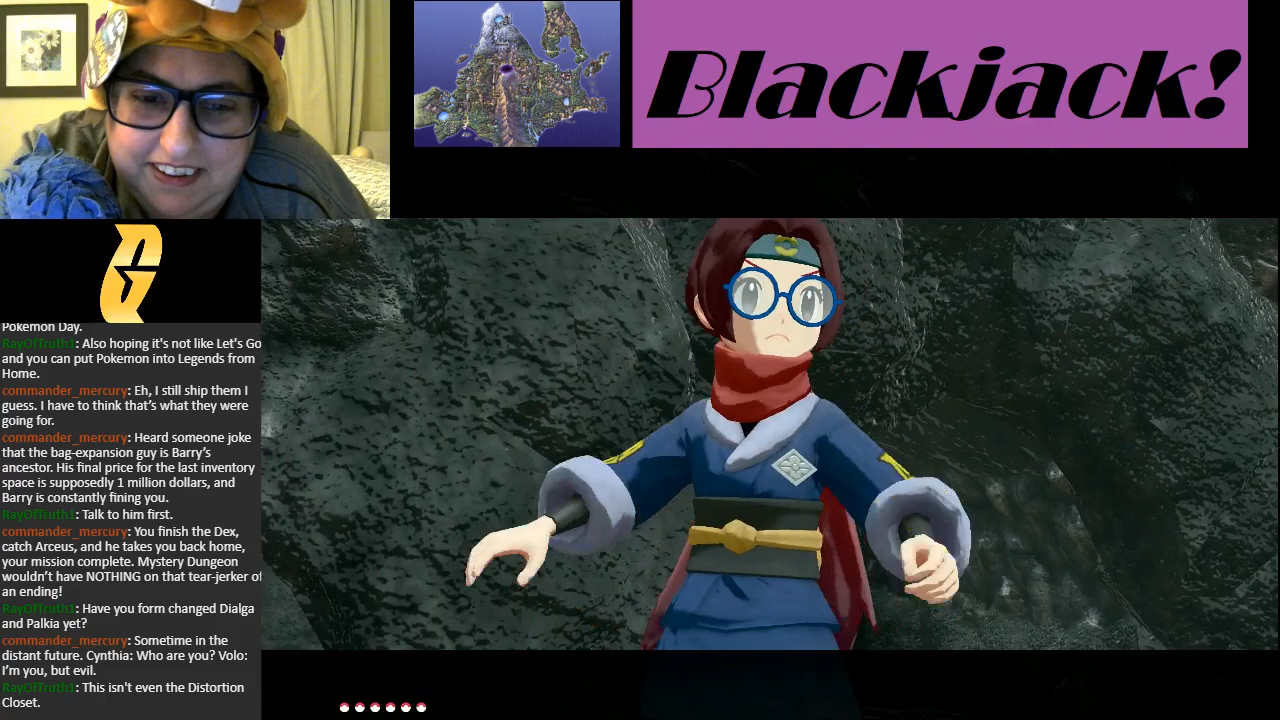 Blackjack!
Pokemon Day.
RayOfTruth1: Also hoping it's not like Let's Go
and you can put Pokemon into Legends from
Home.
commander_mercury: Eh, I still ship them I
guess. I have to think that's what they were
going for.
commander_mercury: Heard someone joke
that the bag-expansion guy is Barry's
ancestor. His final price for the last inventory
space is supposedly 1 million dollars, and
Barry is constantly fining you.
RayOfTruth1: Talk to him first.
commander_mercury: You finish the Dex,
catch Arceus, and he takes you back home,
your mission complete. Mystery Dungeon
wouldn't have NOTHING on that tear-jerker of
an ending!
RayOfTruth1: Have you form changed Dialga
and Palkia yet?
commander_mercury: Sometime in the
distant future. Cynthia: Who are you? Volo:
I'm you, but evil.
RayOfTruth1: This isn't even the Distortion
Closet.